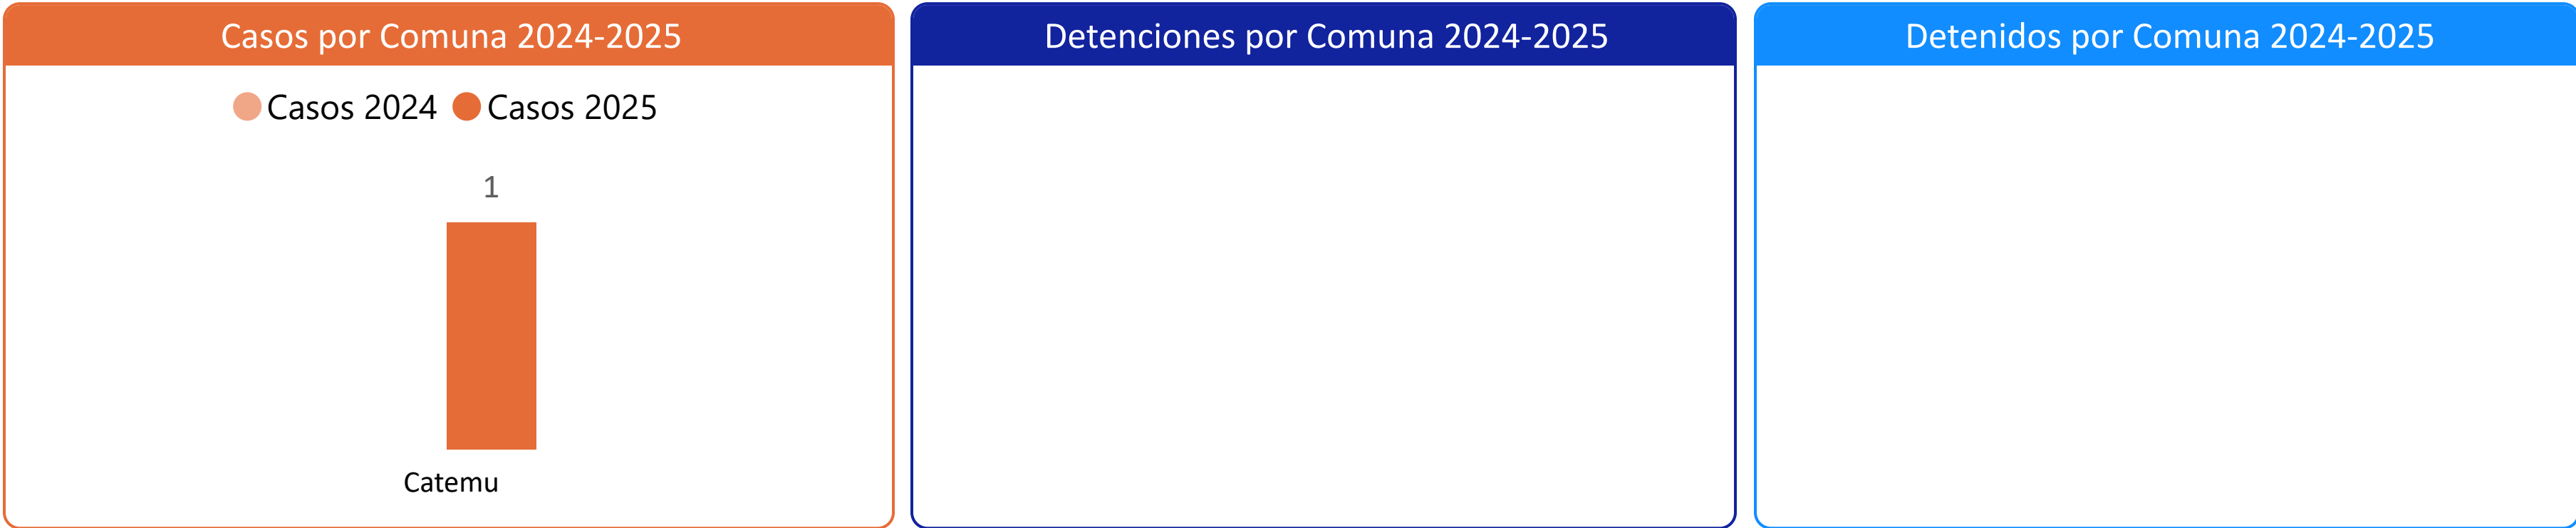 Casos por Comuna 2024-2025
Casos 2024 Casos 2025
1
Catemu
Detenciones por Comuna 2024-2025
Detenidos por Comuna 2024-2025